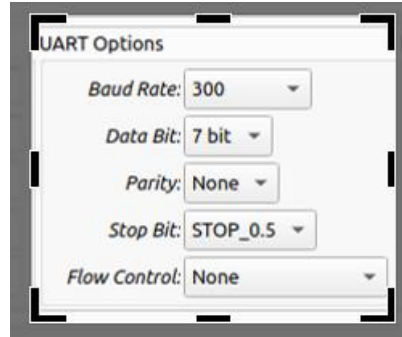 UART Options
Baud Rate: 300
Data Bit: 7 bit
Parity: None
Stop Bit: STOP_0.5
Flow Control: None